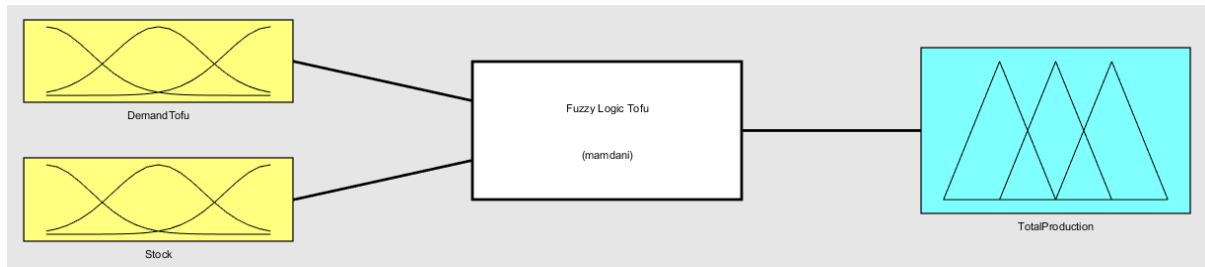 DemandTofu
Fuzzy Logic Tofu
(mamdani)
Stock
TotalProduction